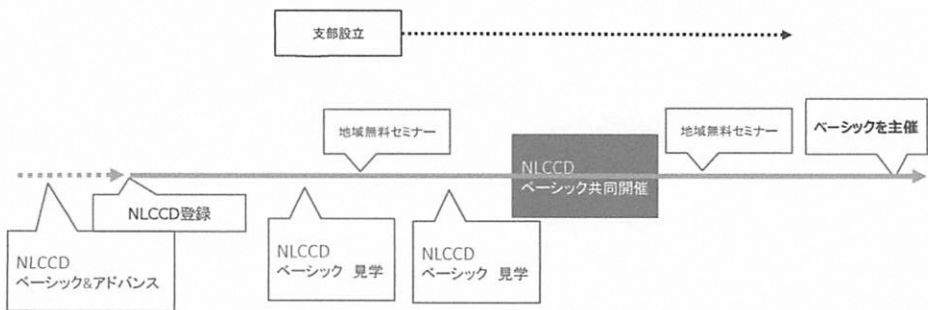 支部設立
地域無料セミナー
地域無料セミナー
ベーシックを主催
NLCCD
ベーシック共同開催
NLCCD登録
NLCCD
ベーシック&アドバンス
NLCCD
ベーシック 見学
NLCCD
ベーシック 見学